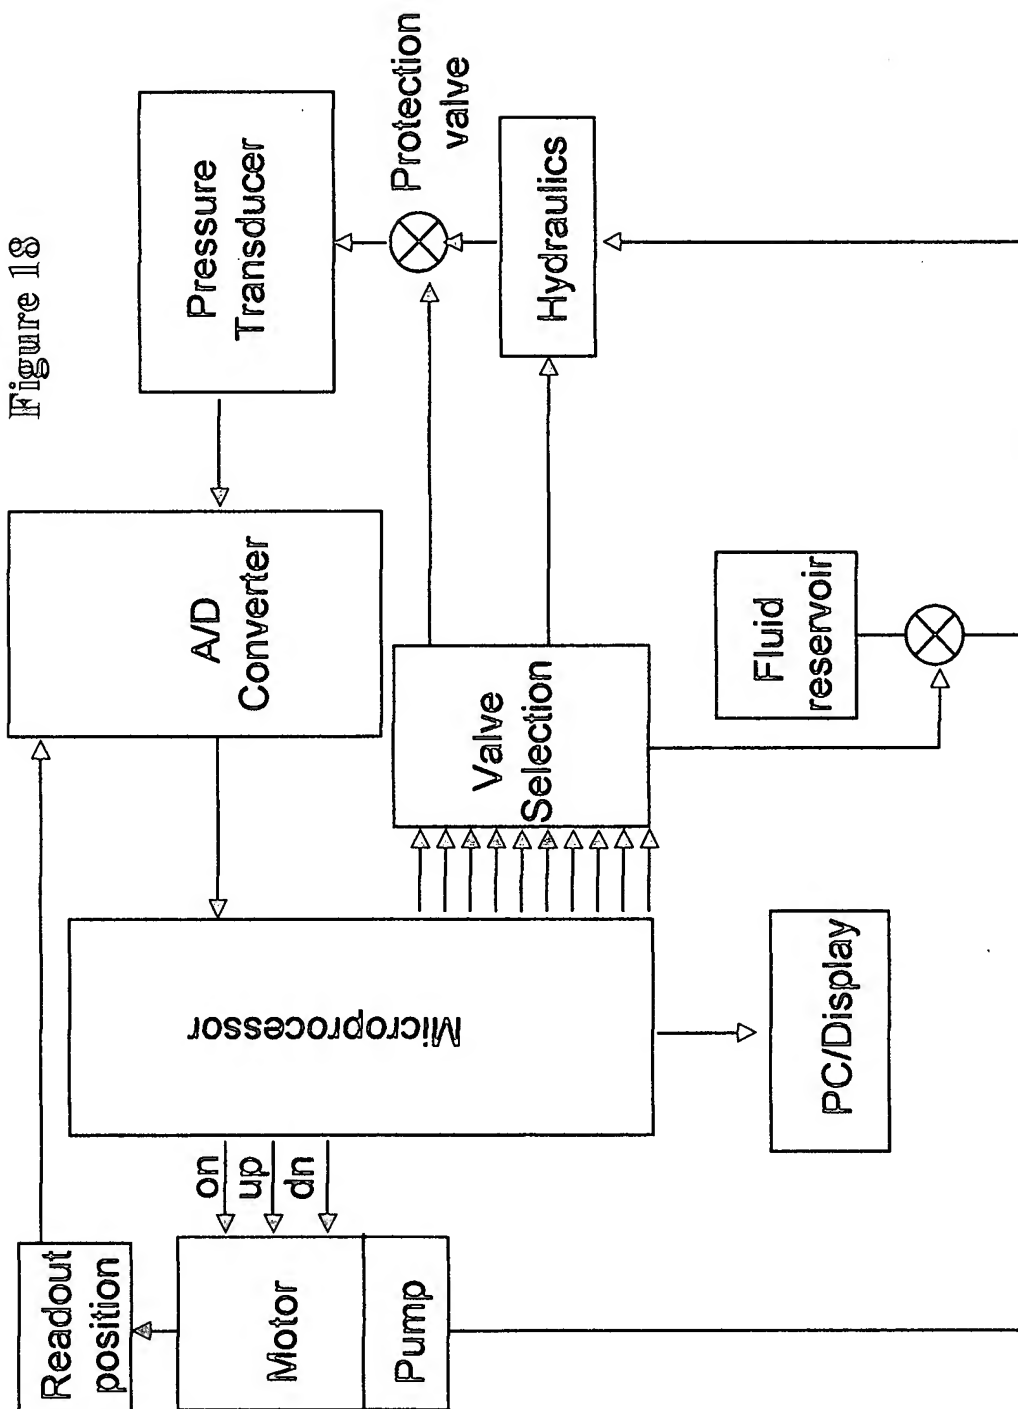 Figure 18
Readout
position
Motor
Pump
on
up
dn
Microprocessor
PC/Display
A/D
Converter
Valve
Selection
Fluid
reservoir
Pressure
Transducer
Protection
valve
Hydraulics